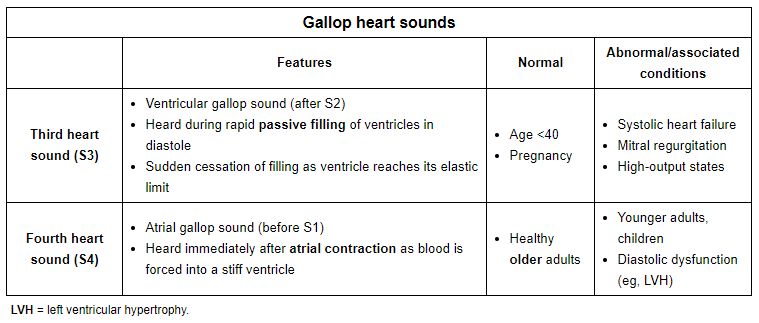 Gallop heart sounds
Features
Normal
Abnormal/associated
conditions
Third heart
sound (S3)
• Ventricular gallop sound (after S2)
• Heard during rapid passive filling of ventricles in
diastole
• Sudden cessation of filling as ventricle reaches its elastic
limit
• Age <40
• Pregnancy
• Systolic heart failure
• Mitral regurgitation
• High-output states
Fourth heart
sound (S4)
• Atrial gallop sound (before S1)
• Heard immediately after atrial contraction as blood is
forced into a stiff ventricle
• Healthy
older adults
• Younger adults,
children
• Diastolic dysfunction
(eg, LVH)
LVH = left ventricular hypertrophy.